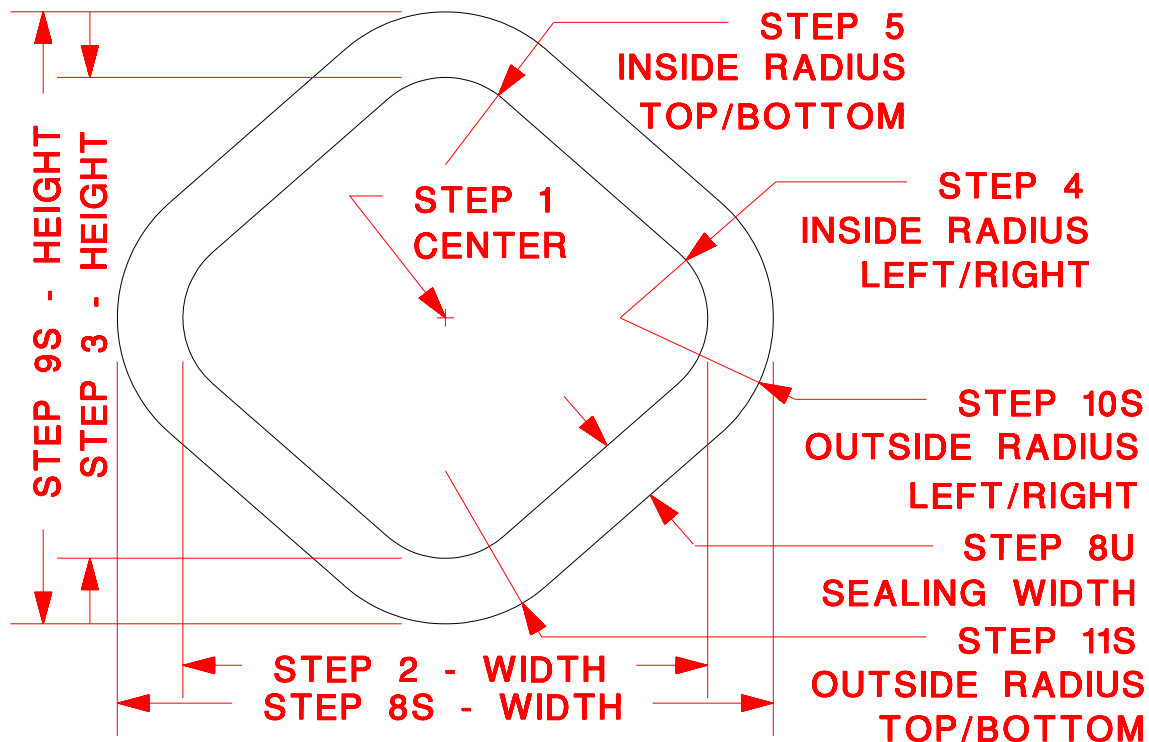 STEP 5
INSIDE RADIUS
TOP/BOTTOM
STEP 1
CENTER
STEP 4
INSIDE RADIUS
LEFT/RIGHT
STEP 9S - HEIGHT
STEP 3 - HEIGHT
STEP 10S
OUTSIDE RADIUS
LEFT/RIGHT
STEP 8U
SEALING WIDTH
STEP 11S
OUTSIDE RADIUS
TOP/BOTTOM
STEP 2 - WIDTH
STEP 8S - WIDTH